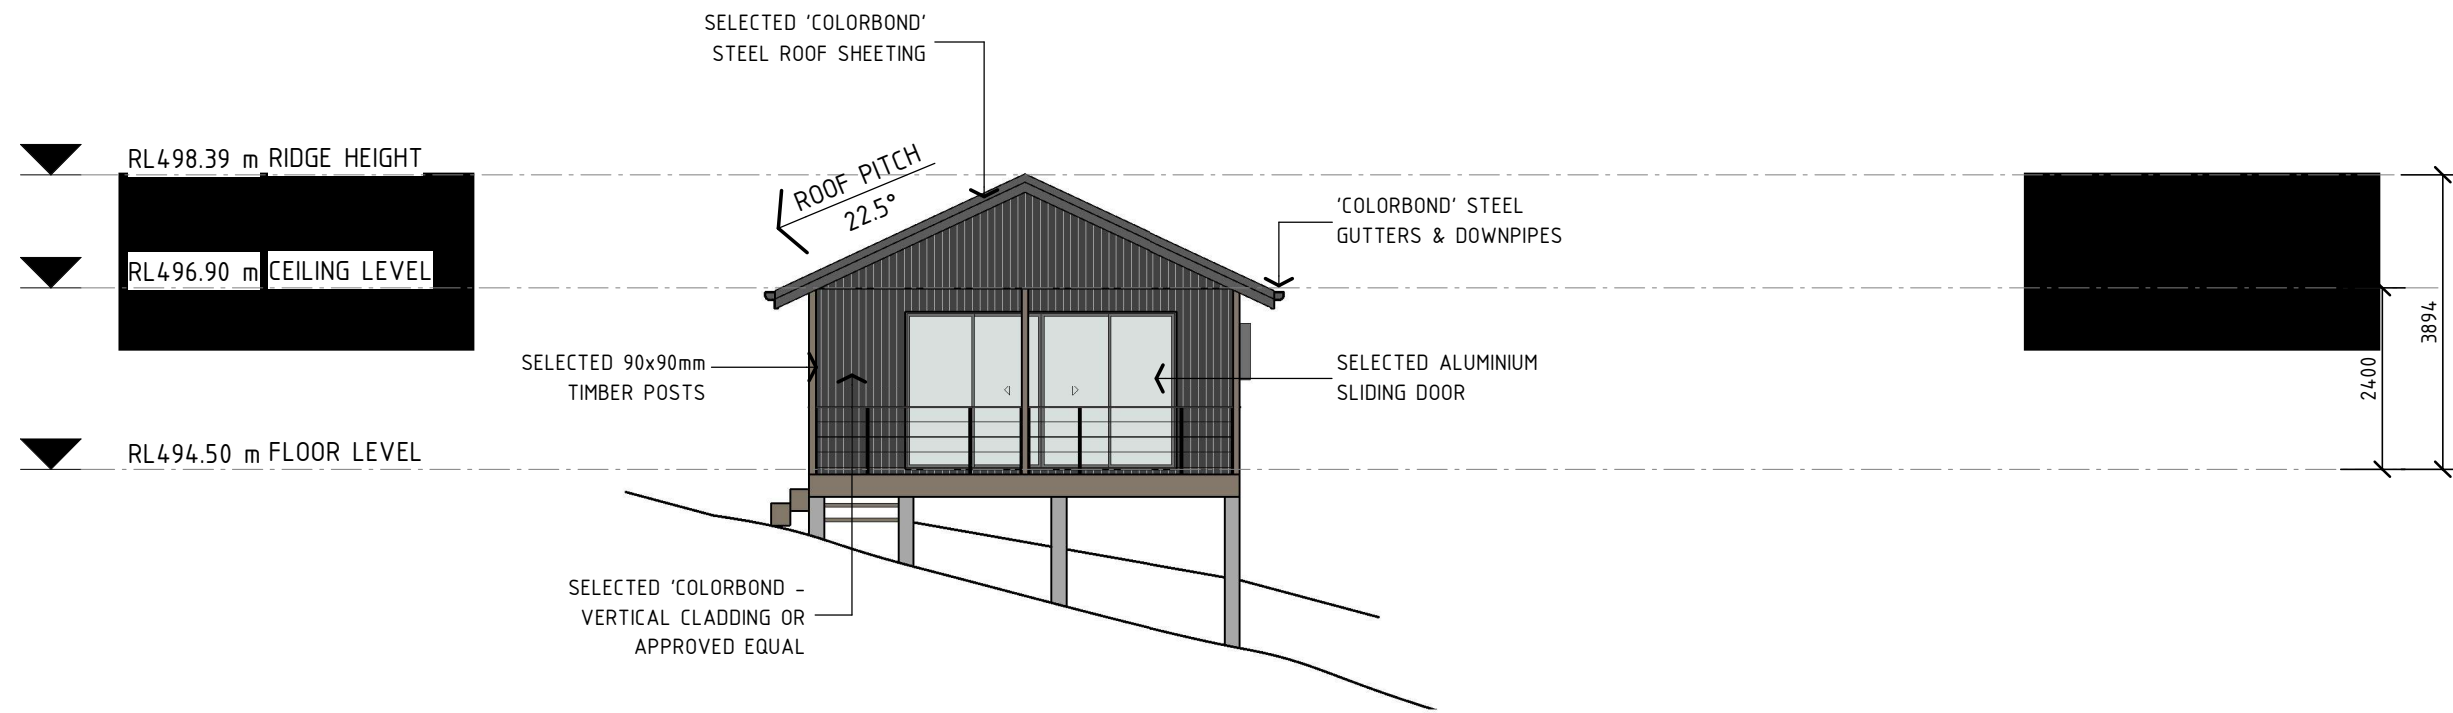 SELECTED 'COLORBOND'
STEEL ROOF SHEETING
RL498.39 m RIDGE HEIGHT
ROOF PITCH
22.5°
'COLORBOND' STEEL
GUTTERS & DOWNPIPES
RL496.90 m CEILING LEVEL
3894
2400
SELECTED 90x90mm
TIMBER POSTS
SELECTED ALUMINIUM
SLIDING DOOR
RL494.50 m FLOOR LEVEL
SELECTED 'COLORBOND -
VERTICAL CLADDING OR
APPROVED EQUAL